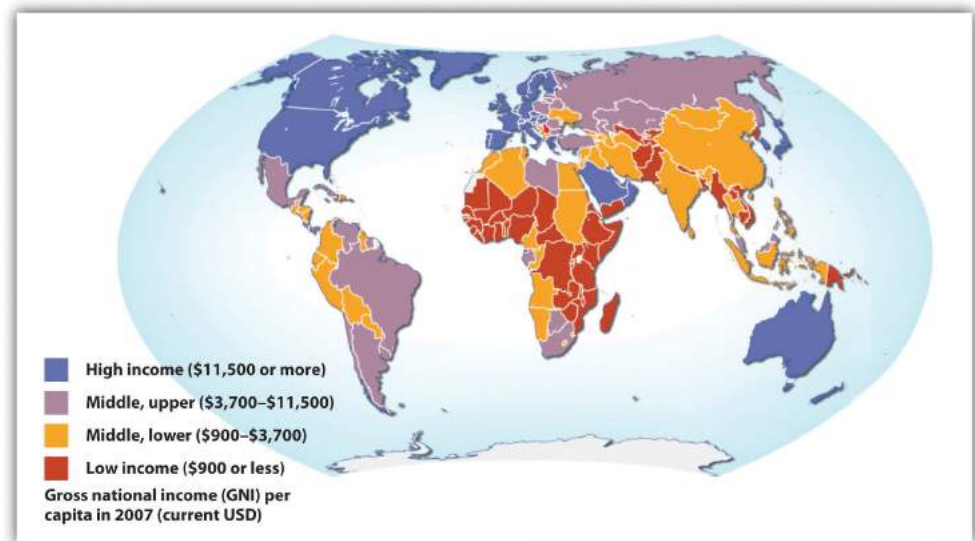 High income ($11,500 or more)
Middle, upper ($3,700–$11,500)
Middle, lower ($900–$3,700)
Low income ($900 or less)
Gross national income (GNI) per
capita in 2007 (current USD)